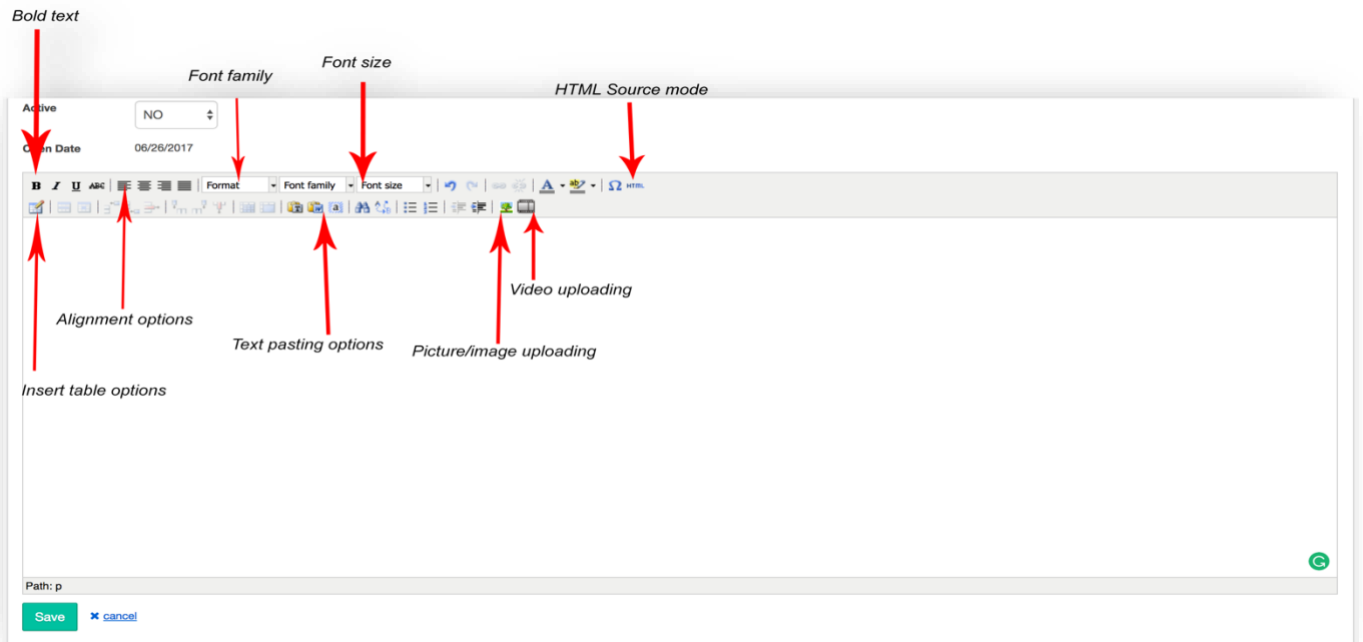 Bold text
Font size
Font family
HTML Source mode
Active
NO
Open Date
06/26/2017
B I U ABC Format Font family Font size A ab Ω HTML
Video uploading
Alignment options
Text pasting options
Picture/image uploading
Insert table options
Path: p
Save
cancel